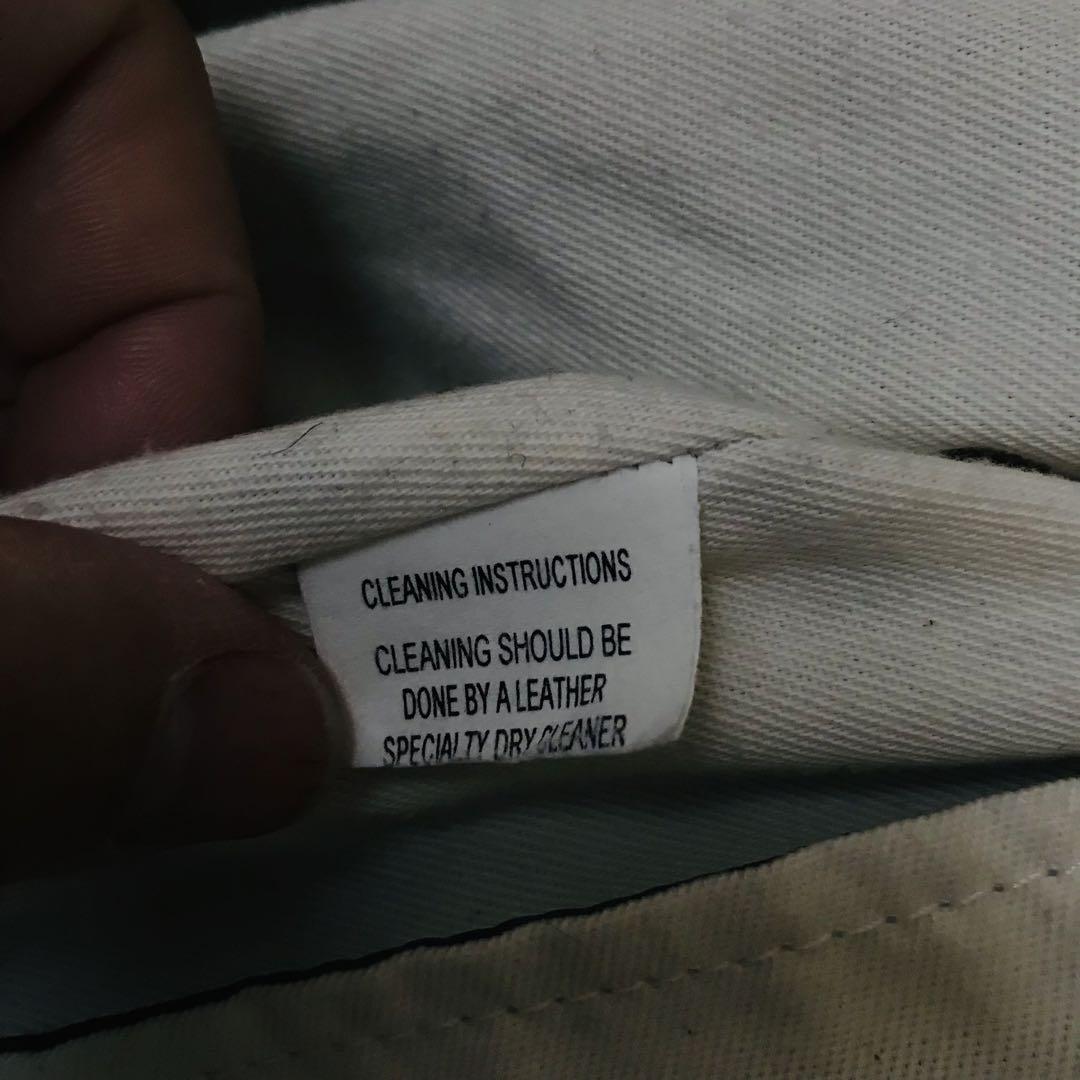 CLEANING INSTRUCTIONS
CLEANING SHOULD BE
DONE BY A LEATHER
SPECIALTY DRY CLEANER